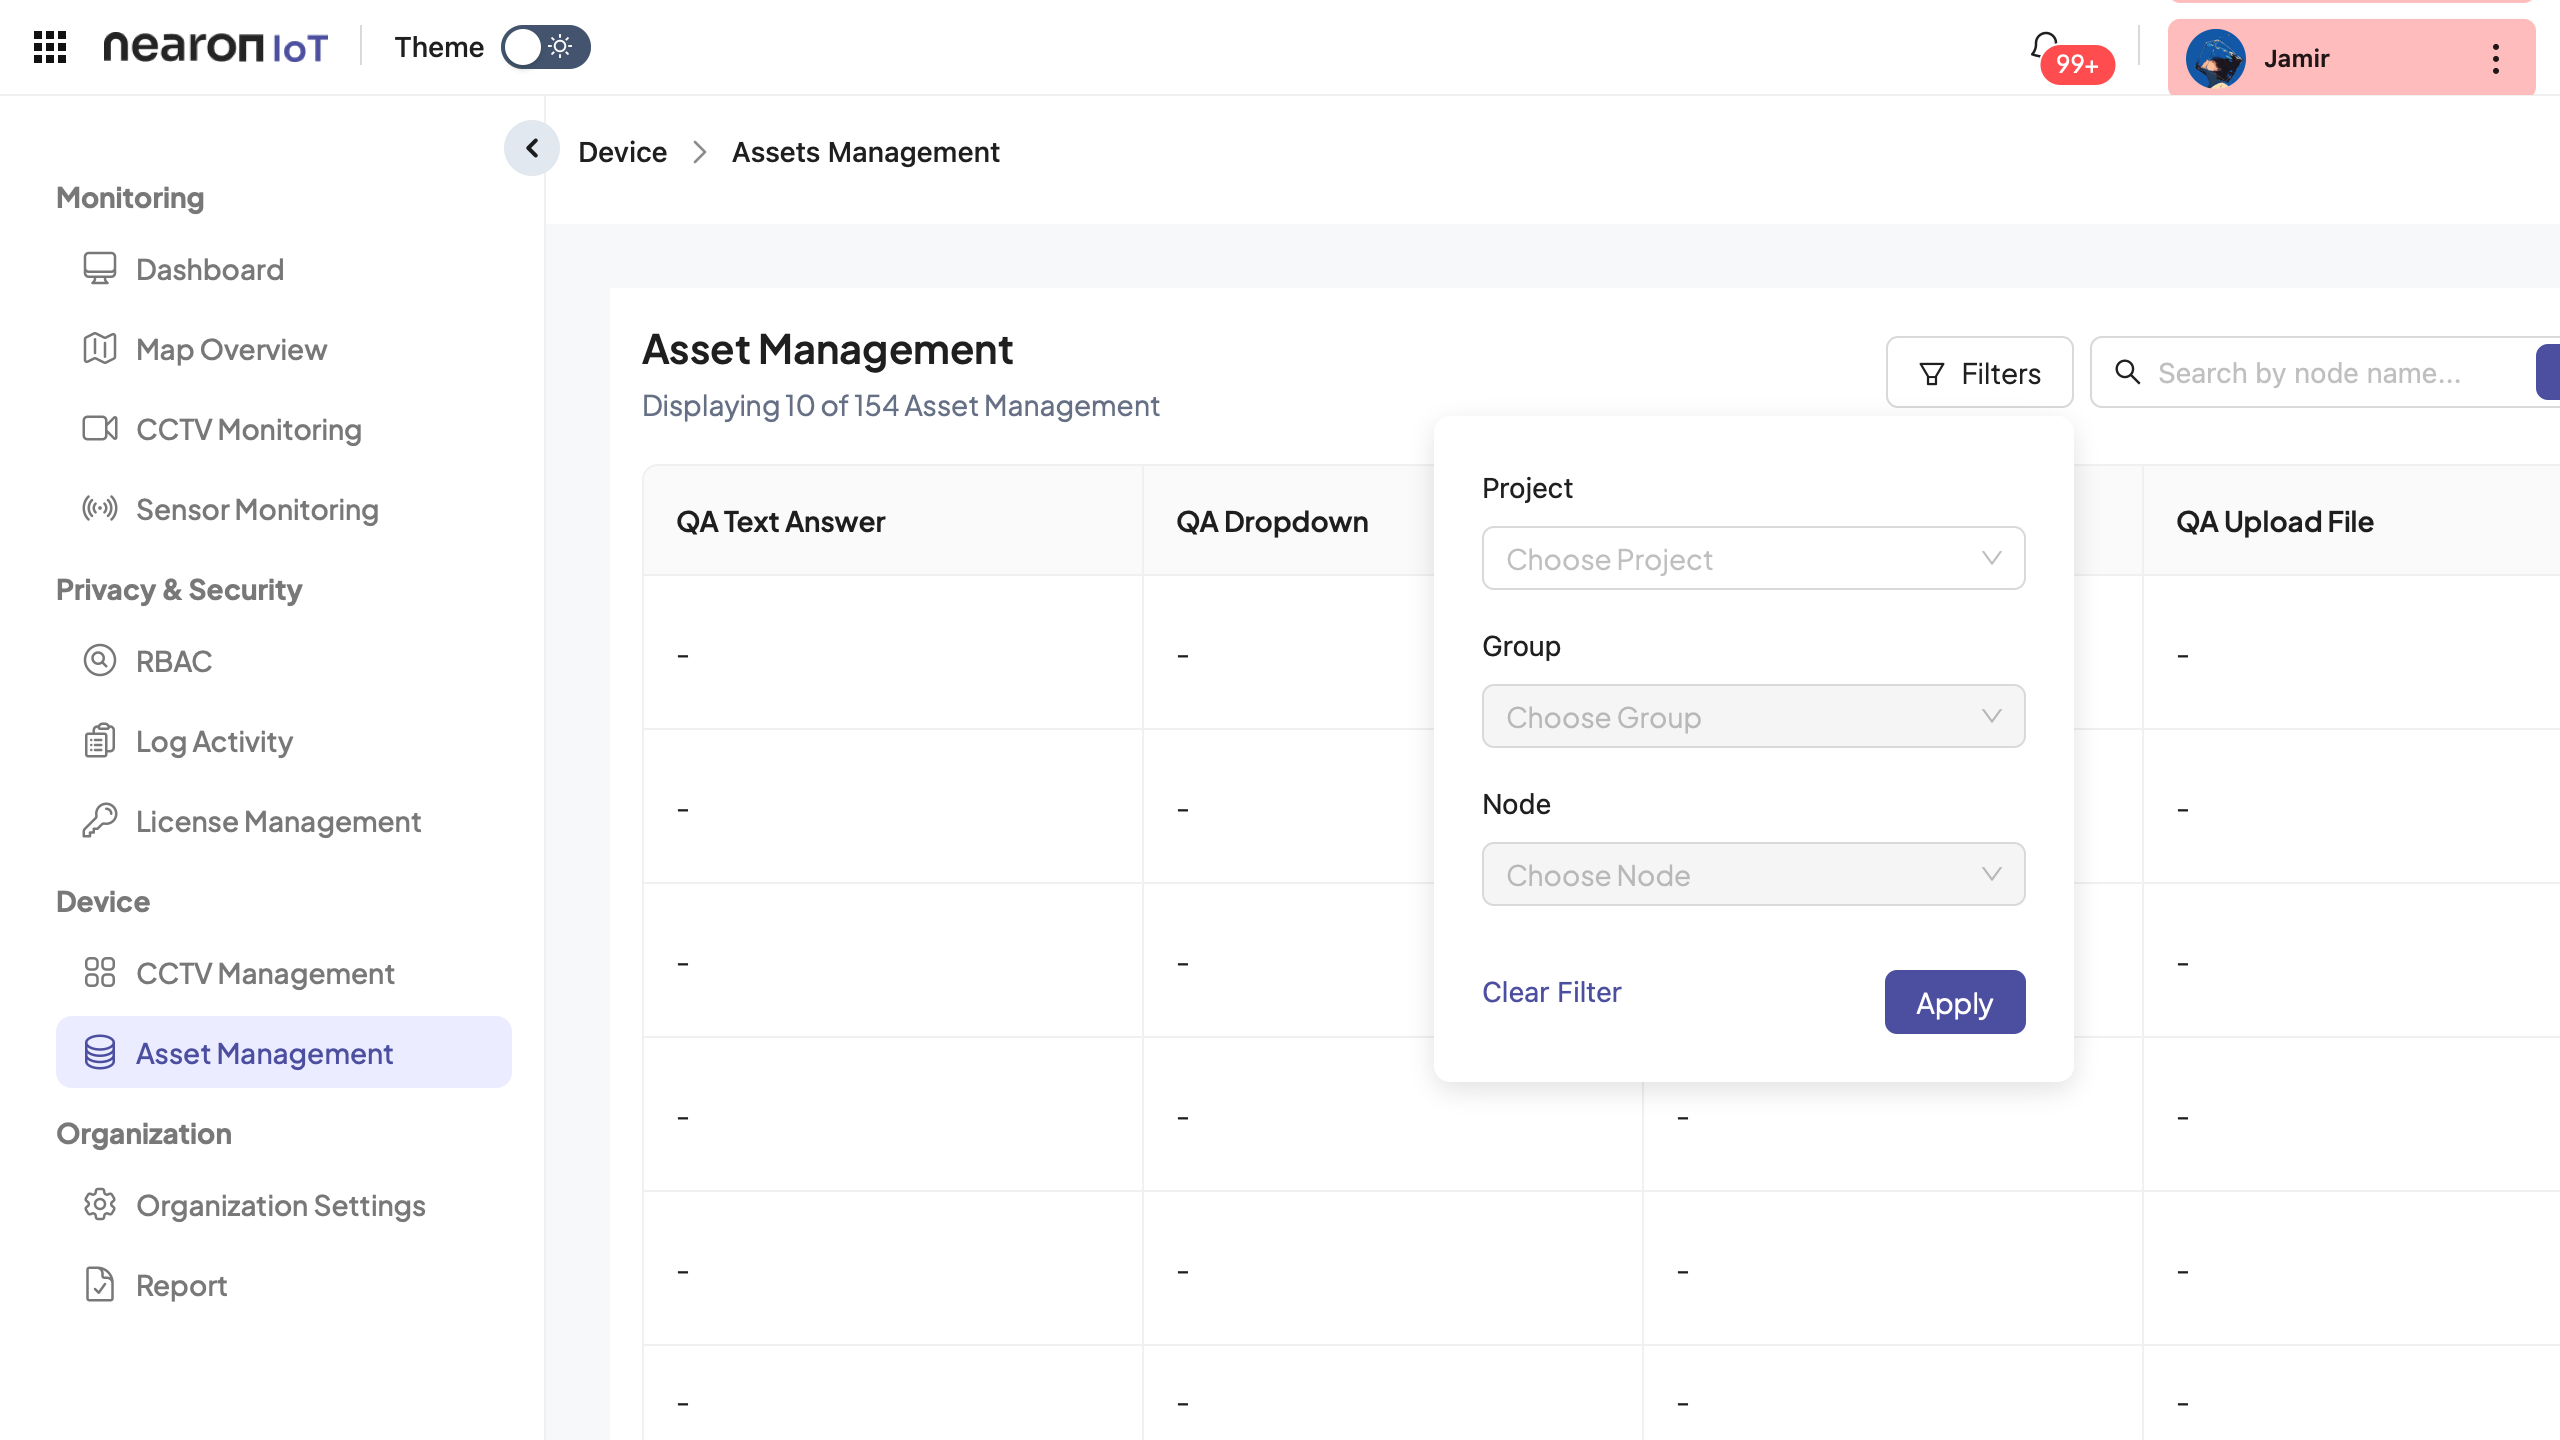 nearon IoT
Theme
99+
Jamir
Device > Assets Management
Monitoring
Dashboard
Map Overview
CCTV Monitoring
Sensor Monitoring
Privacy & Security
RBAC
Log Activity
License Management
Device
CCTV Management
Asset Management
Organization
Organization Settings
Report
Asset Management
Displaying 10 of 154 Asset Management
Filters
Search by node name...
QA Text Answer
QA Dropdown
QA Upload File
- - -
- - -
- - -
- - - -
- - - -
- - - -
Project
Choose Project
Group
Choose Group
Node
Choose Node
Clear Filter
Apply